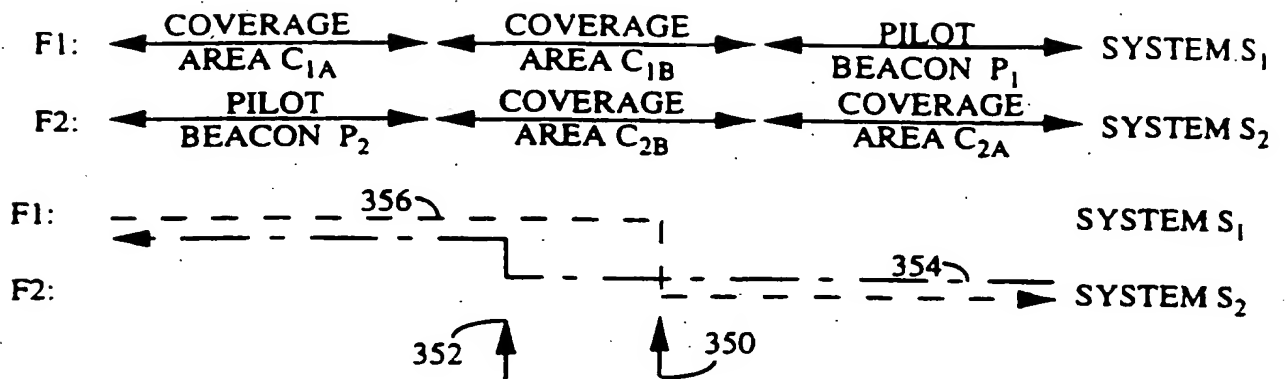 F1: COVERAGE AREA C1A COVERAGE AREA C1B PILOT BEACON P1 SYSTEM S1
F2: PILOT BEACON P2 COVERAGE AREA C2B COVERAGE AREA C2A SYSTEM S2
F1: 356 SYSTEM S1
F2: 354 SYSTEM S2
352 350